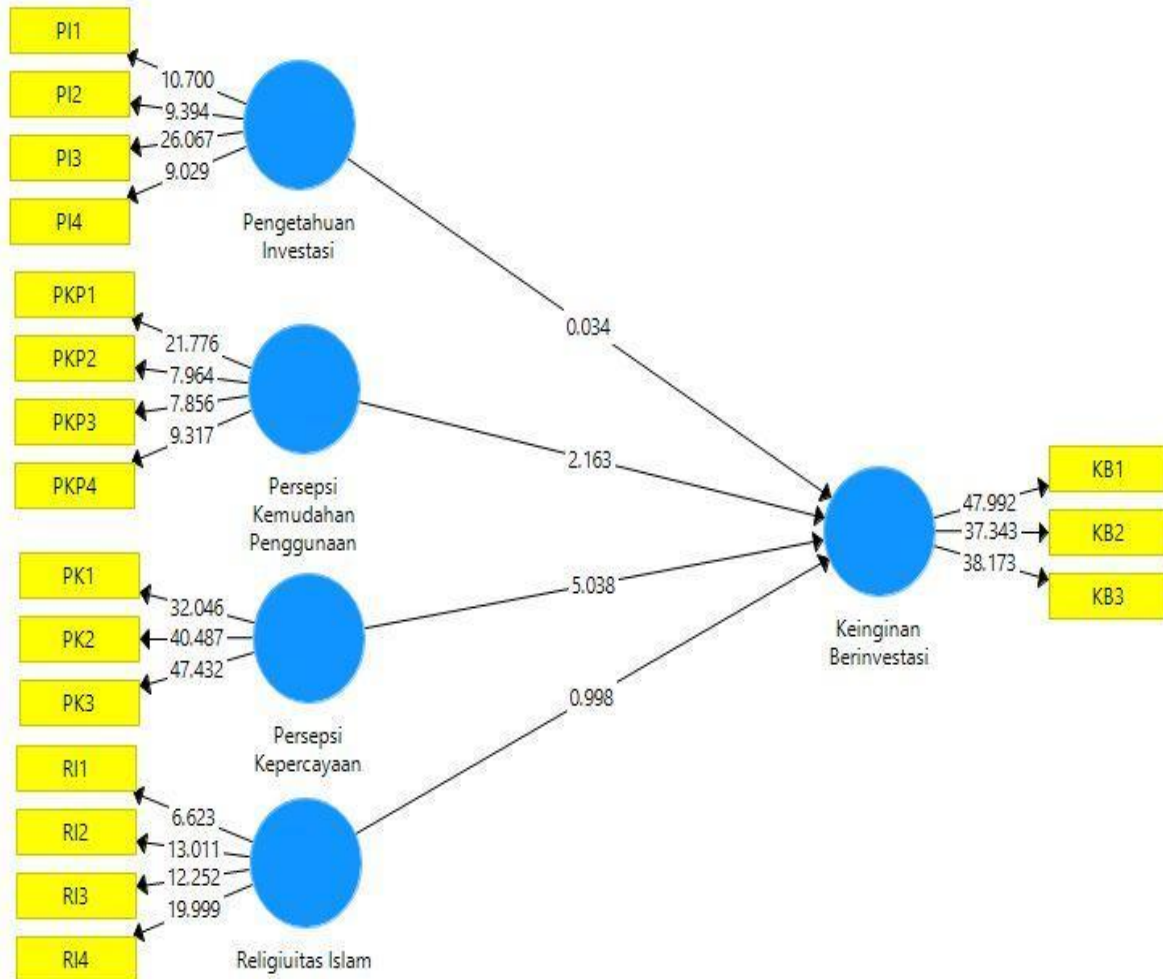 PI1
10.700
PI2
9.394
PI3
26.067
9.029
PI4
Pengetahuan
Investasi
0.034
PKP1
21.776
PKP2
7.964
PKP3
7.856
9.317
PKP4
Persepsi
Kemudahan
Penggunaan
2.163
PK1
32.046
PK2
40.487
47.432
PK3
Persepsi
Kepercayaan
5.038
RI1
6.623
RI2
13.011
RI3
12.252
19.999
RI4
Religiuitas Islam
0.998
Keinginan
Berinvestasi
KB1
47.992
KB2
37.343
38.173
KB3